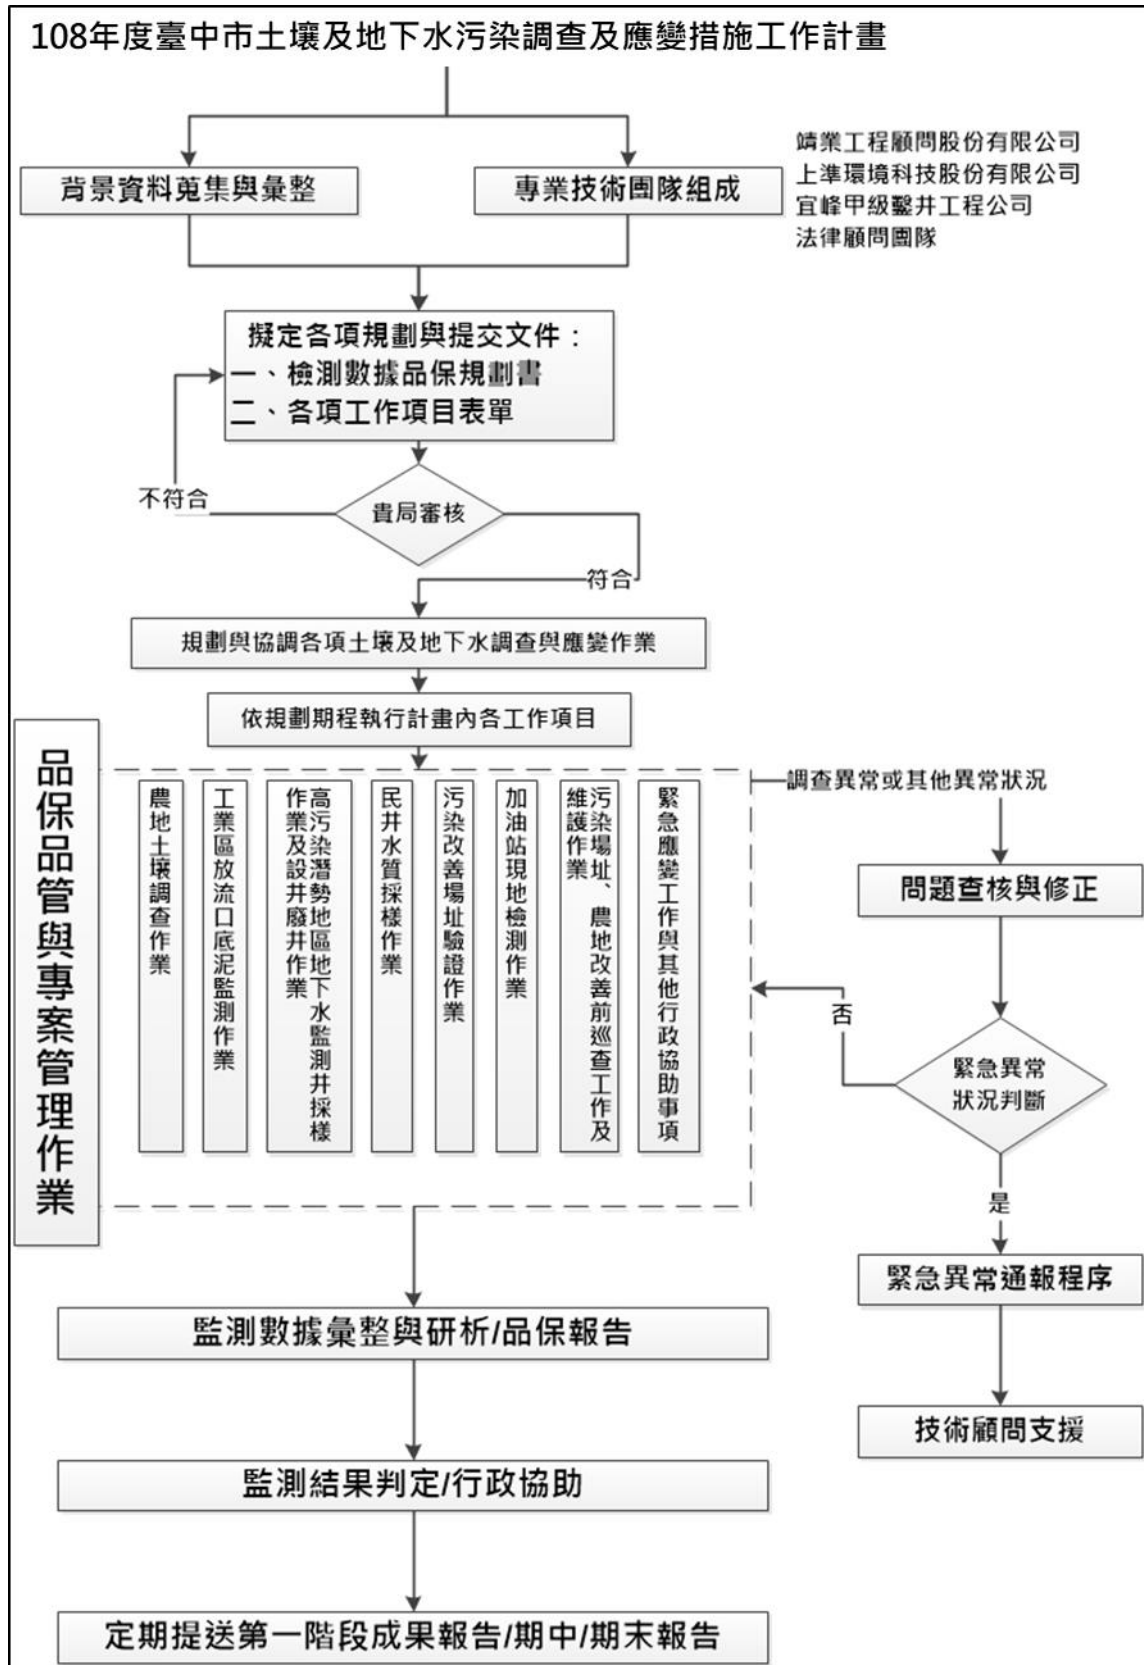 108年度臺中市土壤及地下水污染調查及應變措施工作計畫
背景資料蒐集與彙整
專業技術團隊組成
靖業工程顧問股份有限公司
上準環境科技股份有限公司
宜峰甲級鑿井工程公司
法律顧問團隊
擬定各項規劃與提交文件：
一、檢測數據品保規劃書
二、各項工作項目表單
不符合
貴局審核
符合
規劃與協調各項土壤及地下水調查與應變作業
依規劃期程執行計畫內各工作項目
品保品管與專案管理作業
農地土壤調查作業
工業區放流口底泥監測作業
高污染潛勢地區地下水監測井採樣
作業及設井廢井作業
民井水質採樣作業
污染改善場址驗證作業
加油站現地檢測作業
污染場址、農地改善前巡查工作及
維護作業
緊急應變工作與其他行政協助事項
調查異常或其他異常狀況
問題查核與修正
否
緊急異常
狀況判斷
是
緊急異常通報程序
技術顧問支援
監測數據彙整與研析/品保報告
監測結果判定/行政協助
定期提送第一階段成果報告/期中/期末報告